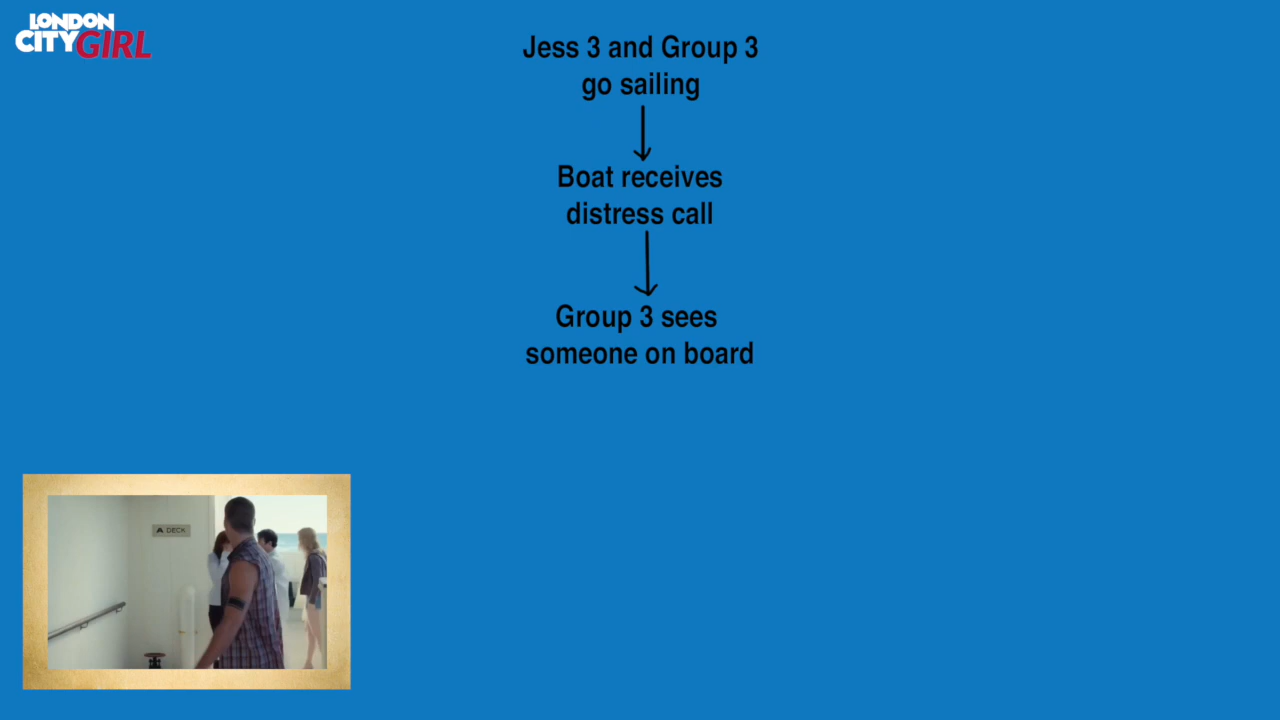 LONDON
CITY GIRL
Jess 3 and Group 3
go sailing
Boat receives
distress call
Group 3 sees
someone on board
A DECK